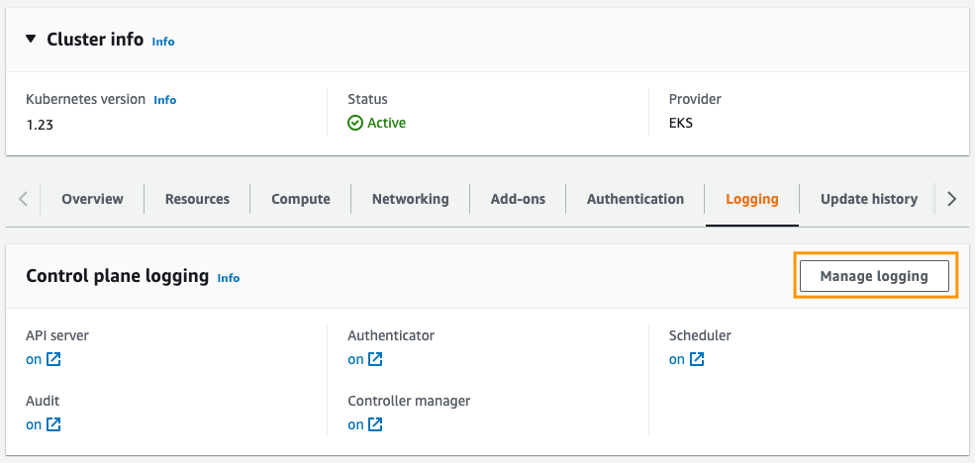 Cluster info Info
Kubernetes version Info
1.23
Status
Active
Provider
EKS
Overview Resources Compute Networking Add-ons Authentication Logging Update history
Control plane logging Info
Manage logging
API server
on
Authenticator
on
Scheduler
on
Audit
on
Controller manager
on